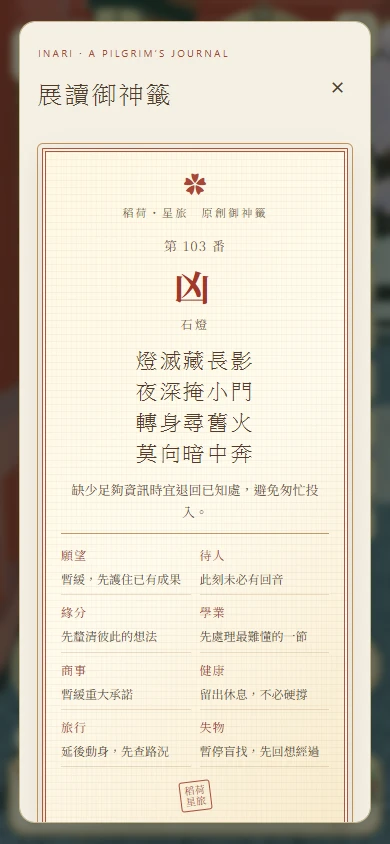 INARI · A PILGRIM'S JOURNAL
展讀御神籤
×
稻荷・星旅　原創御神籤
第 103 番
凶
石燈
燈滅藏長影
夜深掩小門
轉身尋舊火
莫向暗中奔
缺少足夠資訊時宜退回已知處，避免匆忙投
入。
願望
暫緩，先護住已有成果
待人
此刻未必有回音
緣分
先釐清彼此的想法
學業
先處理最難懂的一節
商事
暫緩重大承諾
健康
留出休息，不必硬撐
旅行
延後動身，先查路況
失物
暫停盲找，先回想經過
稻荷
星旅